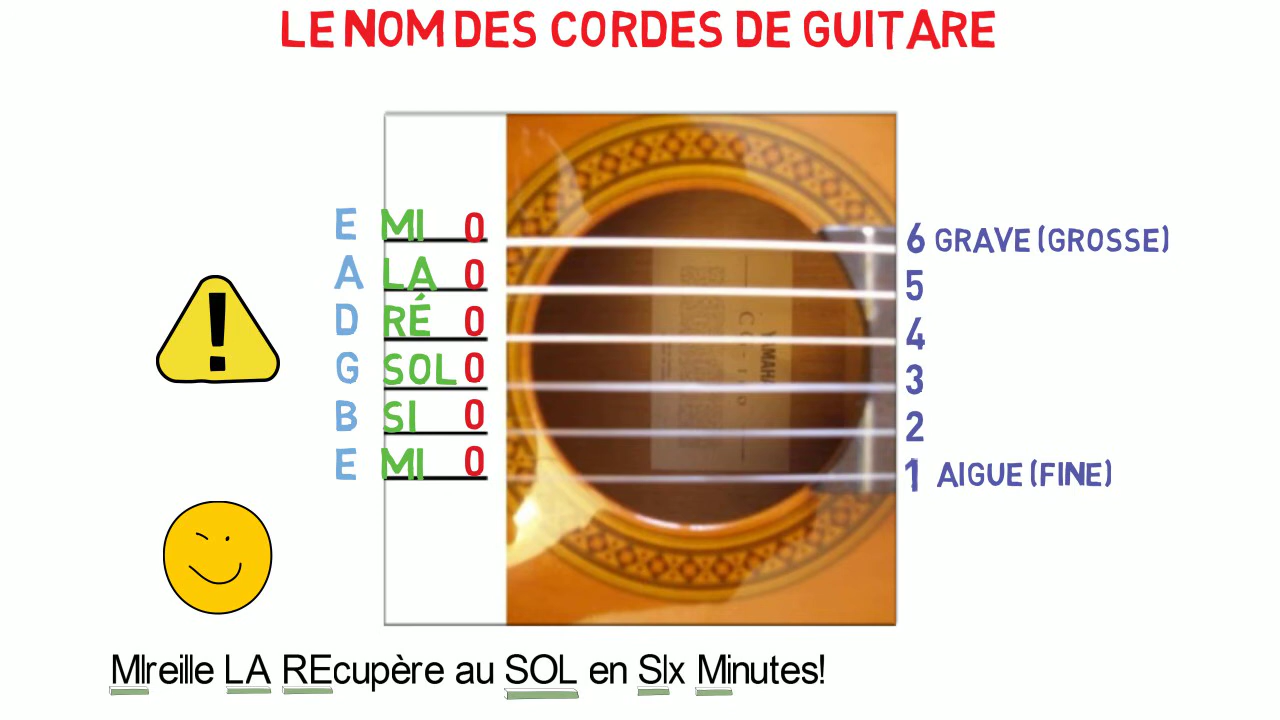 LE NOM DES CORDES DE GUITARE
E MI 0 6 GRAVE (GROSSE)
A LA 0 5
D RÉ 0 4
G SOL 0 3
B SI 0 2
E MI 0 1 AIGUE (FINE)
YAMAHA
MIreille LA REcupère au SOL en SIx Minutes!